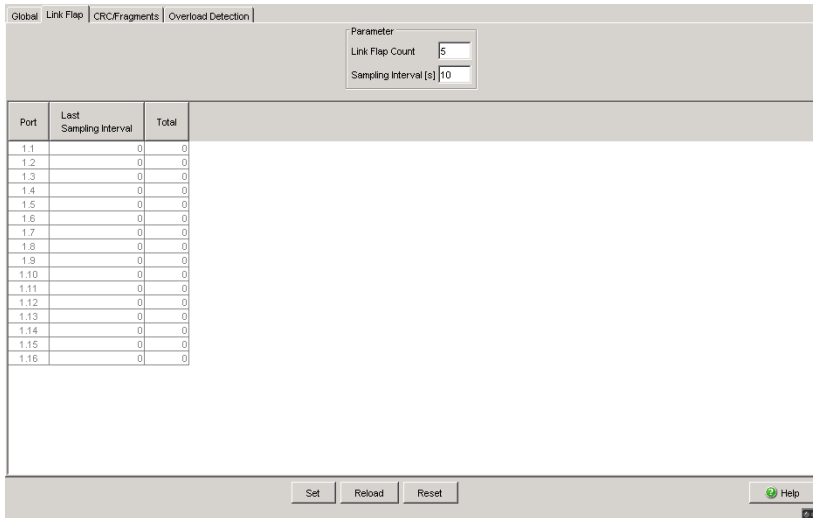 Global Link Flap CRC/Fragments Overload Detection
Parameter
Link Flap Count 5
Sampling Interval [s] 10
Port Last Sampling Interval Total
1.1 0 0
1.2 0 0
1.3 0 0
1.4 0 0
1.5 0 0
1.6 0 0
1.7 0 0
1.8 0 0
1.9 0 0
1.10 0 0
1.11 0 0
1.12 0 0
1.13 0 0
1.14 0 0
1.15 0 0
1.16 0 0
Set Reload Reset Help